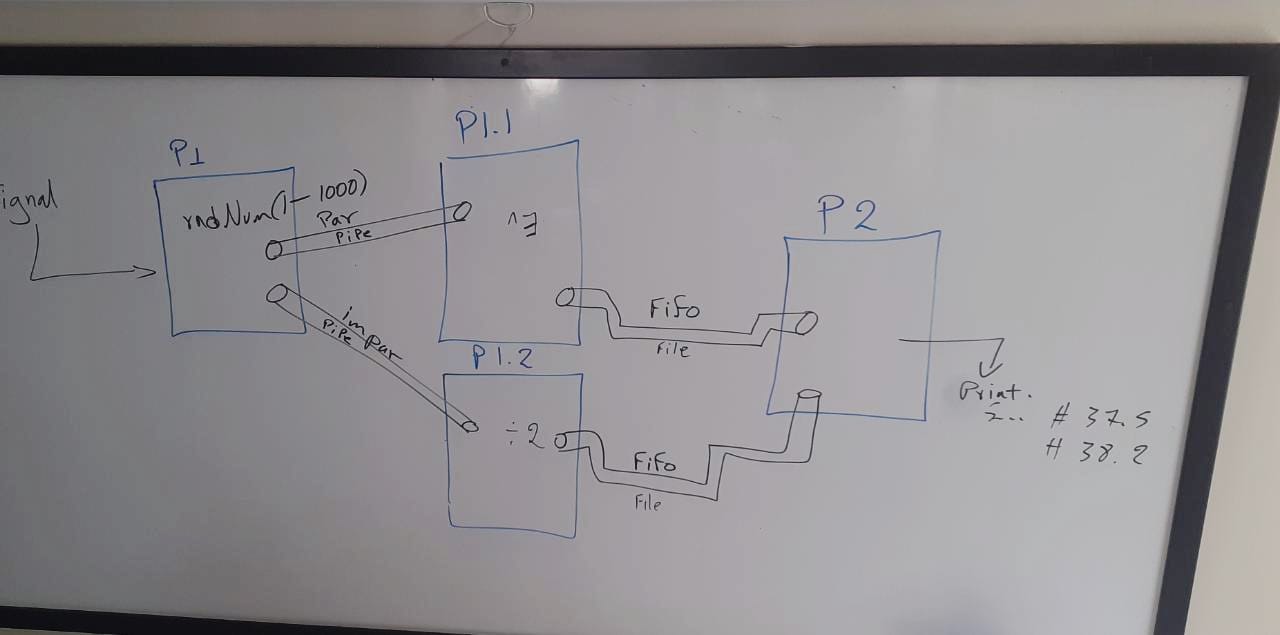 P1.1
P1
ignal
rndNum(1-1000)
Par
PiPe
P2
imPar
PiPe
Fifo
File
P1.2
÷2
Print.
# 37.5
# 38.2
Fifo
File